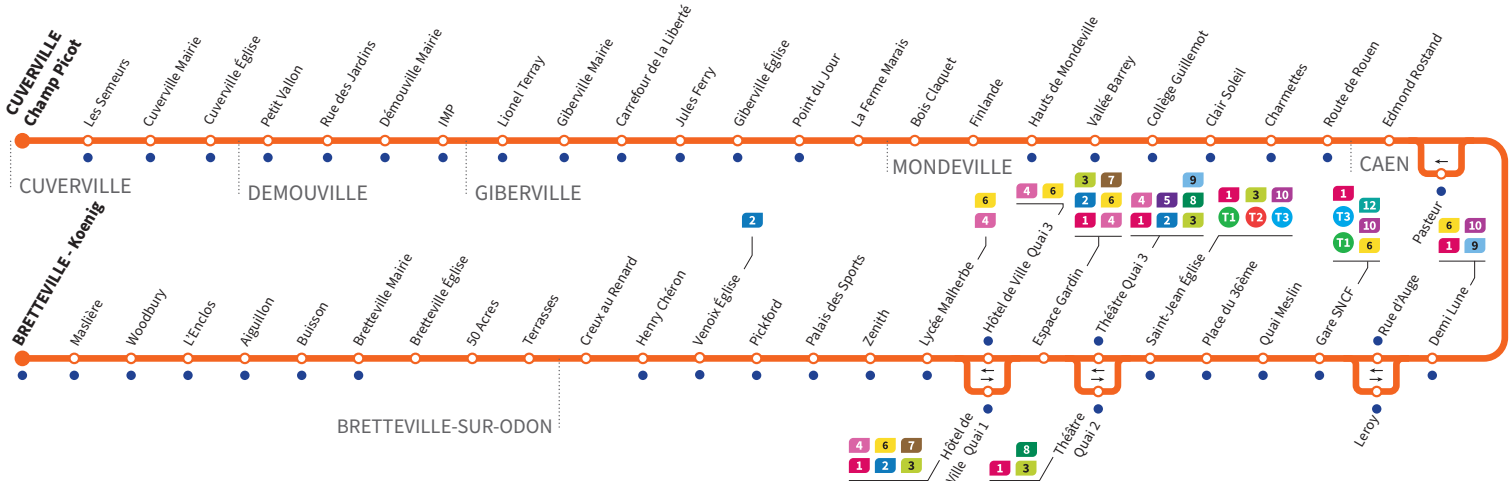 CUVERVILLE
Champ Picot
Les Semeurs
Cuverville Mairie
Cuverville Église
Petit Vallon
Rue des Jardins
Démouville Mairie
IMP
Lionel Terray
Giberville Mairie
Carrefour de la Liberté
Jules Ferry
Giberville Église
Point du Jour
La Ferme Marais
Bois Claquet
Finlande
Hauts de Mondeville
Vallée Barrey
Collège Guillemot
Clair Soleil
Charmettes
Route de Rouen
Edmond Rostand
CUVERVILLE
DEMOUVILLE
GIBERVILLE
MONDEVILLE
CAEN
Pasteur
BRETTEVILLE - Koenig
Maslière
Woodbury
L'Enclos
Aiguillon
Buisson
Bretteville Mairie
Bretteville Église
50 Acres
Terrasses
Creux au Renard
Henry Chéron
Venoix Église
2
Pickford
Palais des Sports
Zenith
Lycée Malherbe
6
4
Hôtel de Ville Quai 3
4 6
Espace Gardin
3 7
2 6
1 4
Théâtre Quai 3
9
4 5 8
1 2 3
Saint-Jean Église
1 3 10
T1 T2 T3
Place du 36ème
Quai Meslin
Gare SNCF
1
T3 12
10
T1 6
Rue d'Auge
Demi Lune
6 10
1 9
BRETTEVILLE-SUR-ODON
4 6 7
1 2 3
Hôtel de
Ville Quai 1
8
1 3
Théâtre
Quai 2
Leroy